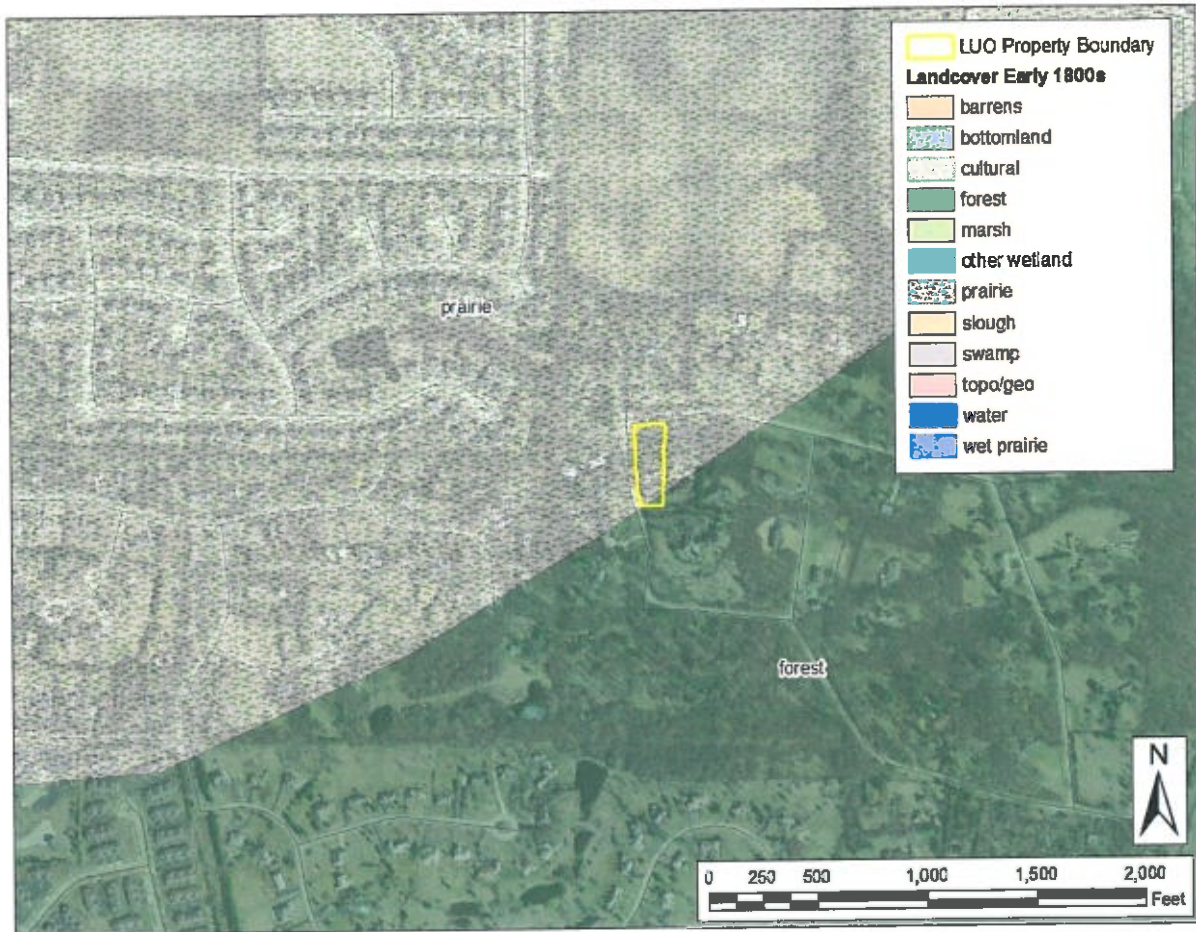 LUO Property Boundary
Landcover Early 1800s
barrens
bottomland
cultural
forest
marsh
other wetland
prairie
slough
swamp
topo/geo
water
wet prairie
prairie
forest
N
0 250 500 1,000 1,500 2,000
Feet